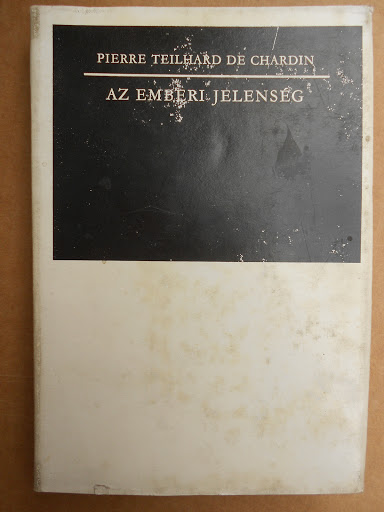 PIERRE TEILHARD DE CHARDIN
AZ EMBERI JELENSÉG